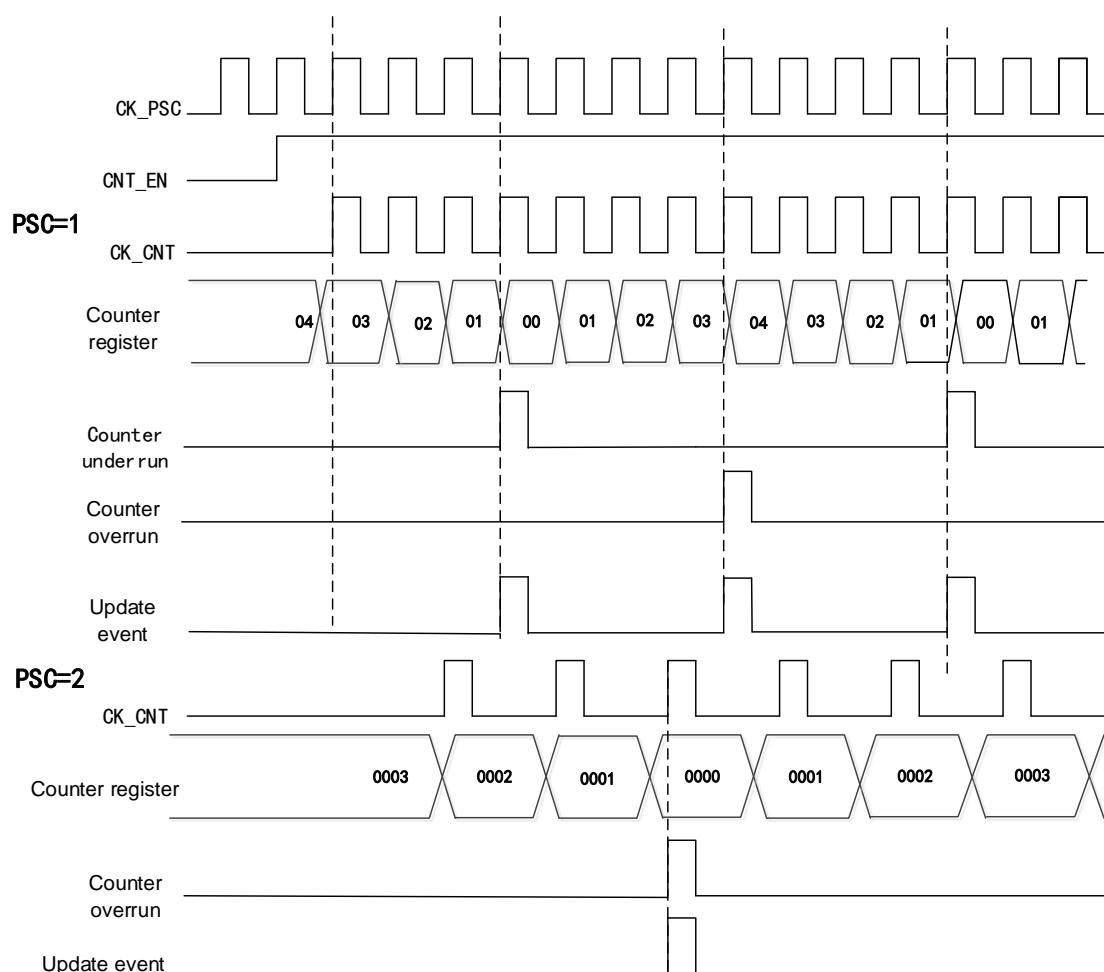 CK_PSC
CNT_EN
PSC=1
CK_CNT
Counter
register
04 03 02 01 00 01 02 03 04 03 02 01 00 01
Counter
under run
Counter
overrun
Update
event
PSC=2
CK_CNT
Counter register
0003 0002 0001 0000 0001 0002 0003
Counter
overrun
Update event